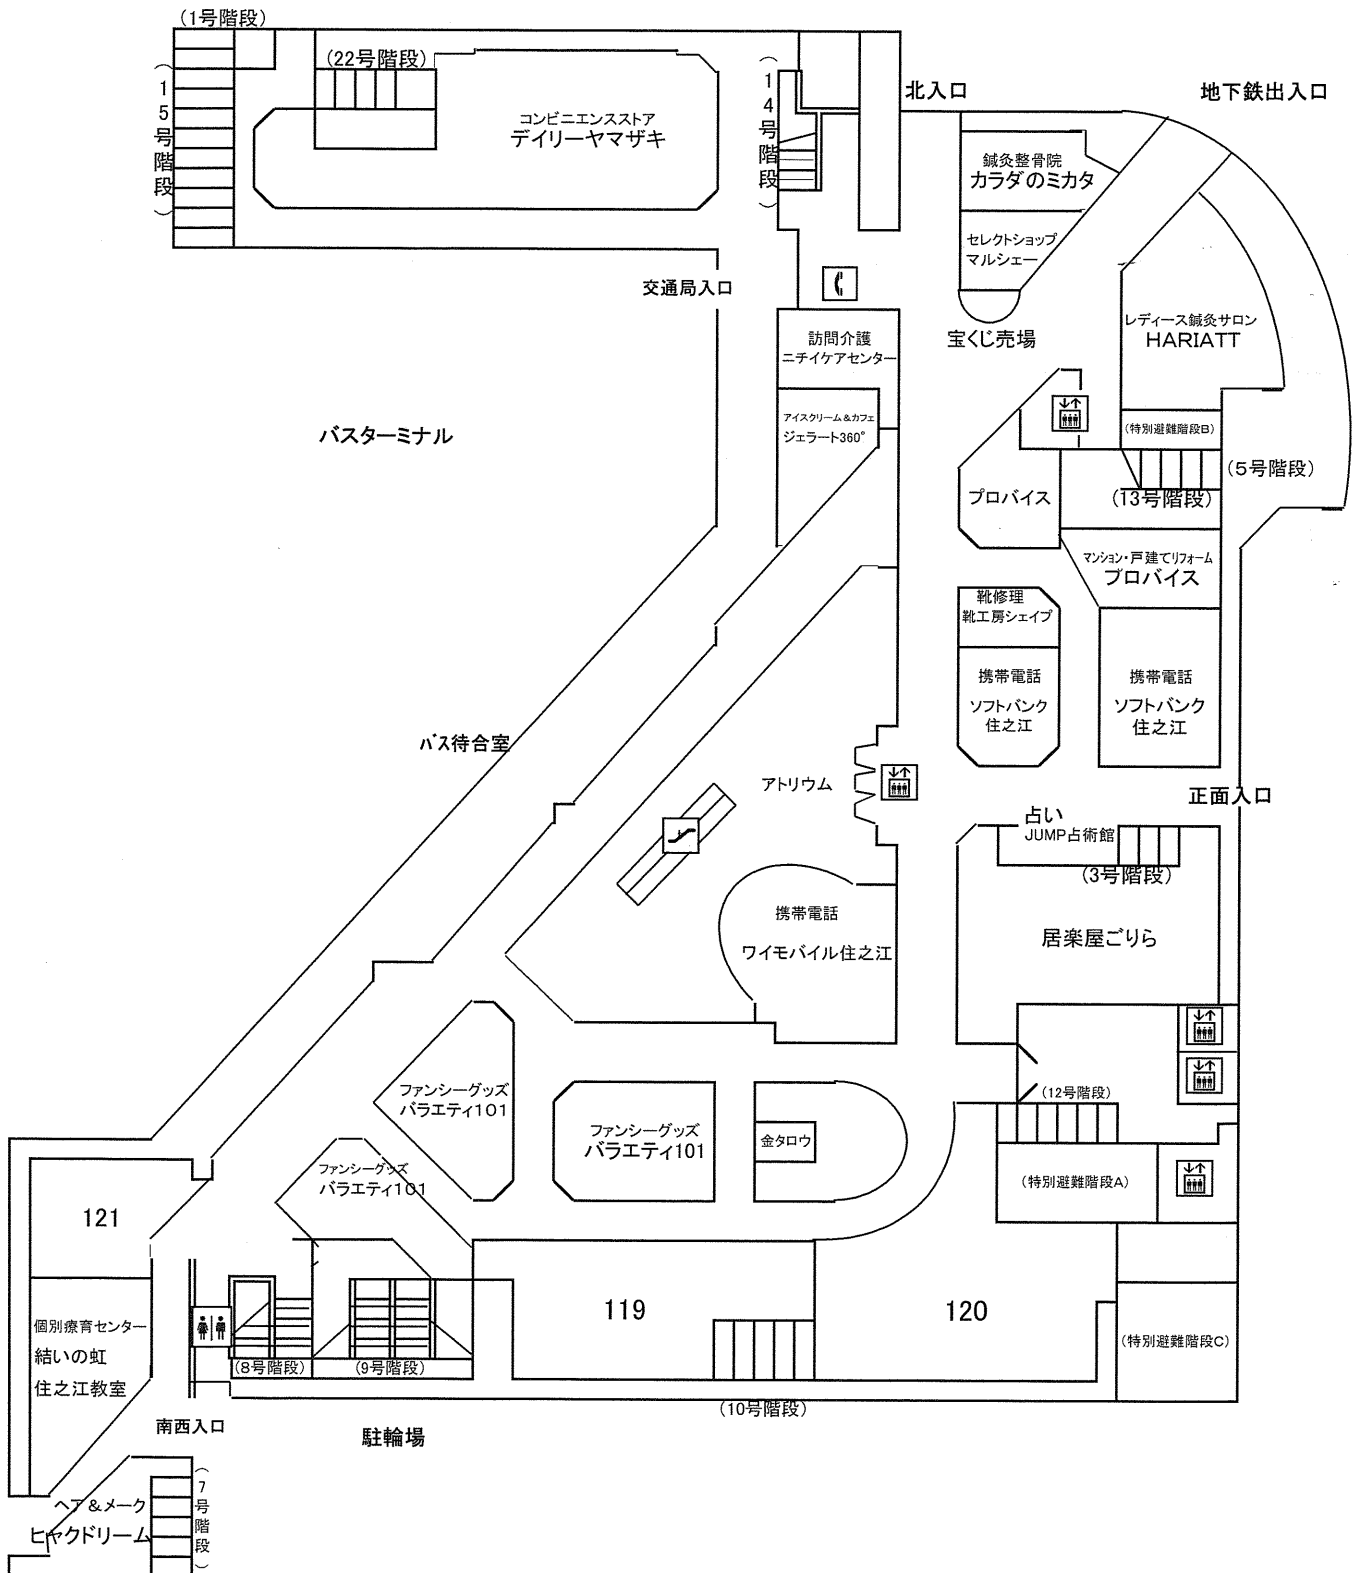 (1号階段)
(15号階段)
(22号階段)
コンビニエンスストア
デイリーヤマザキ
(14号階段)
北入口
地下鉄出入口
鍼灸整骨院
カラダのミカタ
セレクトショップ
マルシェー
交通局入口
宝くじ売場
レディース鍼灸サロン
HARIATT
訪問介護
ニチイケアセンター
アイスクリーム&カフェ
ジェラート360°
バスターミナル
(特別避難階段B)
(5号階段)
(13号階段)
プロバイス
マンション・戸建てリフォーム
プロバイス
靴修理
靴工房シェイプ
携帯電話
ソフトバンク
住之江
携帯電話
ソフトバンク
住之江
バス待合室
アトリウム
正面入口
占い
JUMP占術館
(3号階段)
携帯電話
ワイモバイル住之江
居楽屋ごりら
ファンシーグッズ
バラエティ101
ファンシーグッズ
バラエティ101
金タロウ
(12号階段)
ファンシーグッズ
バラエティ101
(特別避難階段A)
121
119
120
個別療育センター
結いの虹
住之江教室
(8号階段)
(9号階段)
(特別避難階段C)
(10号階段)
南西入口
駐輪場
ヘア&メーク
ヒャクドリーム
(7号階段)